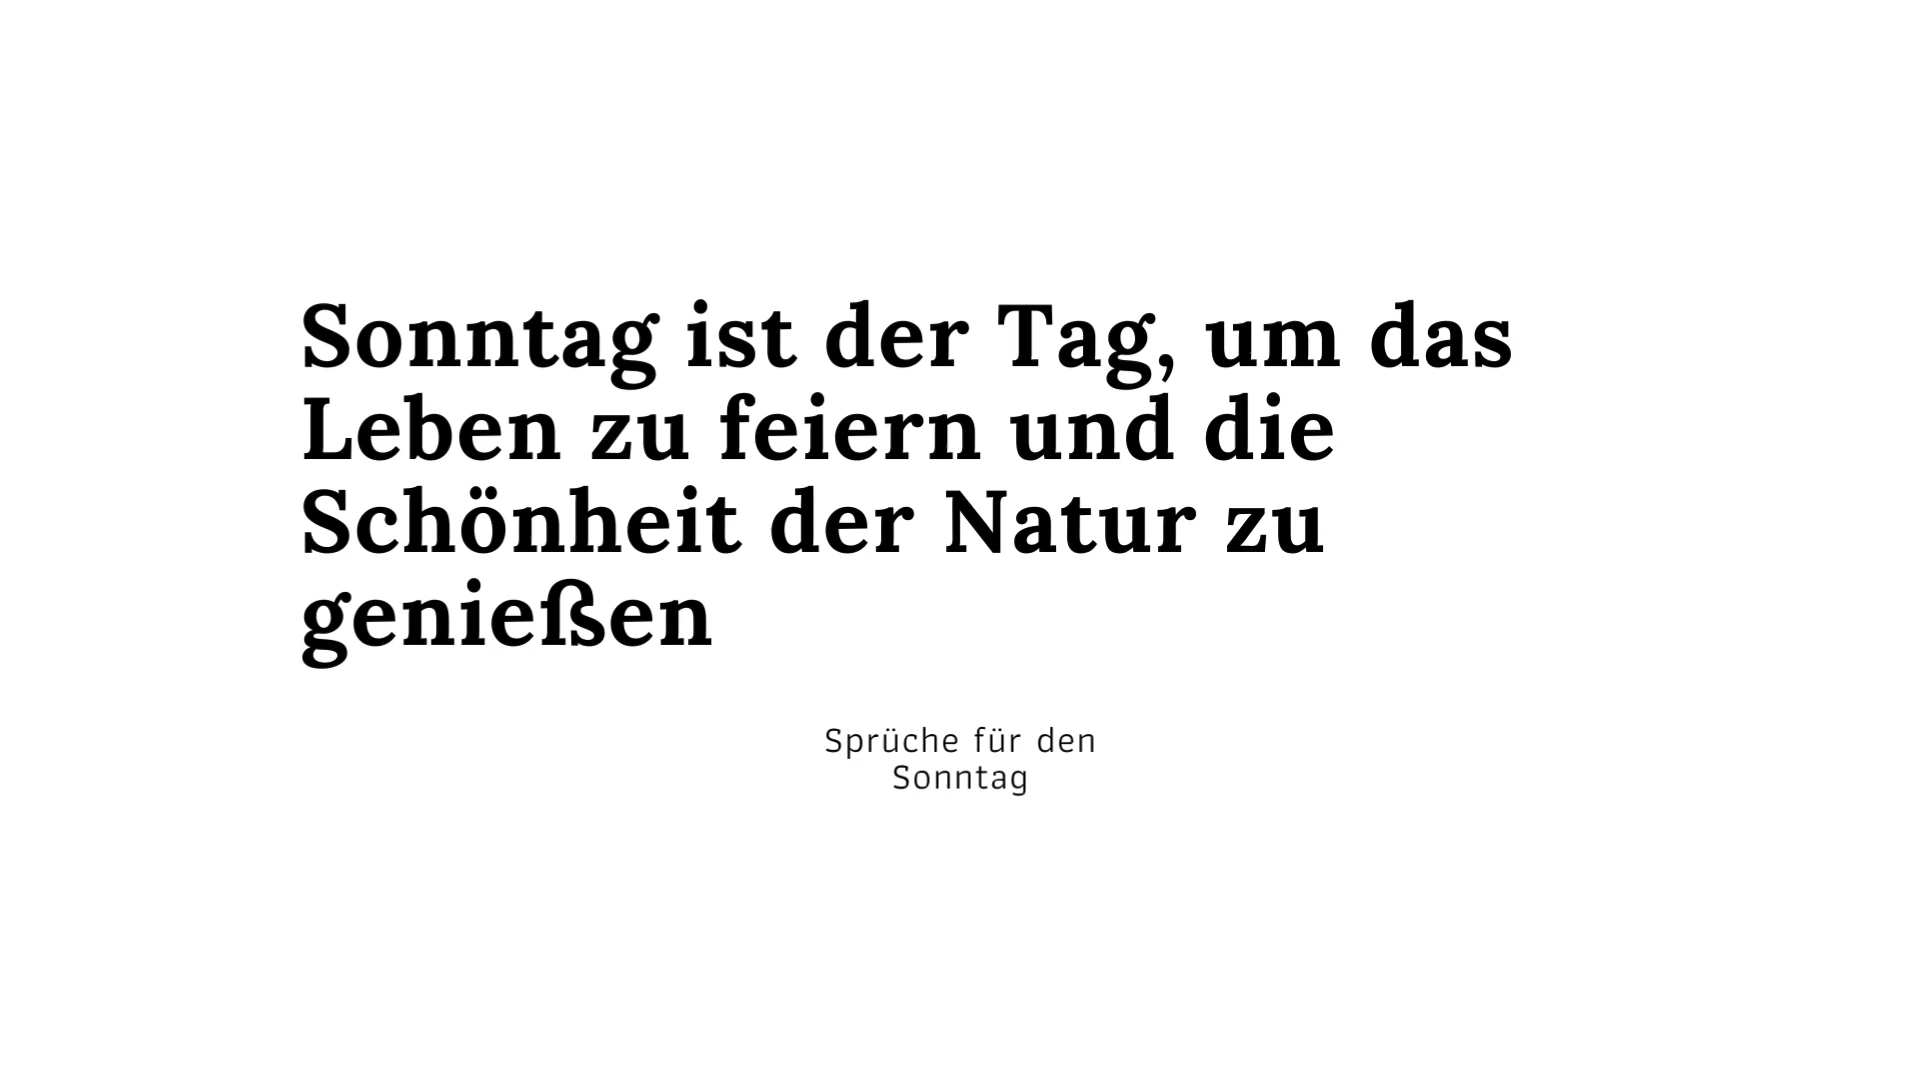 Sonntag ist der Tag, um das
Leben zu feiern und die
Schönheit der Natur zu
genießen
Sprüche für den
Sonntag